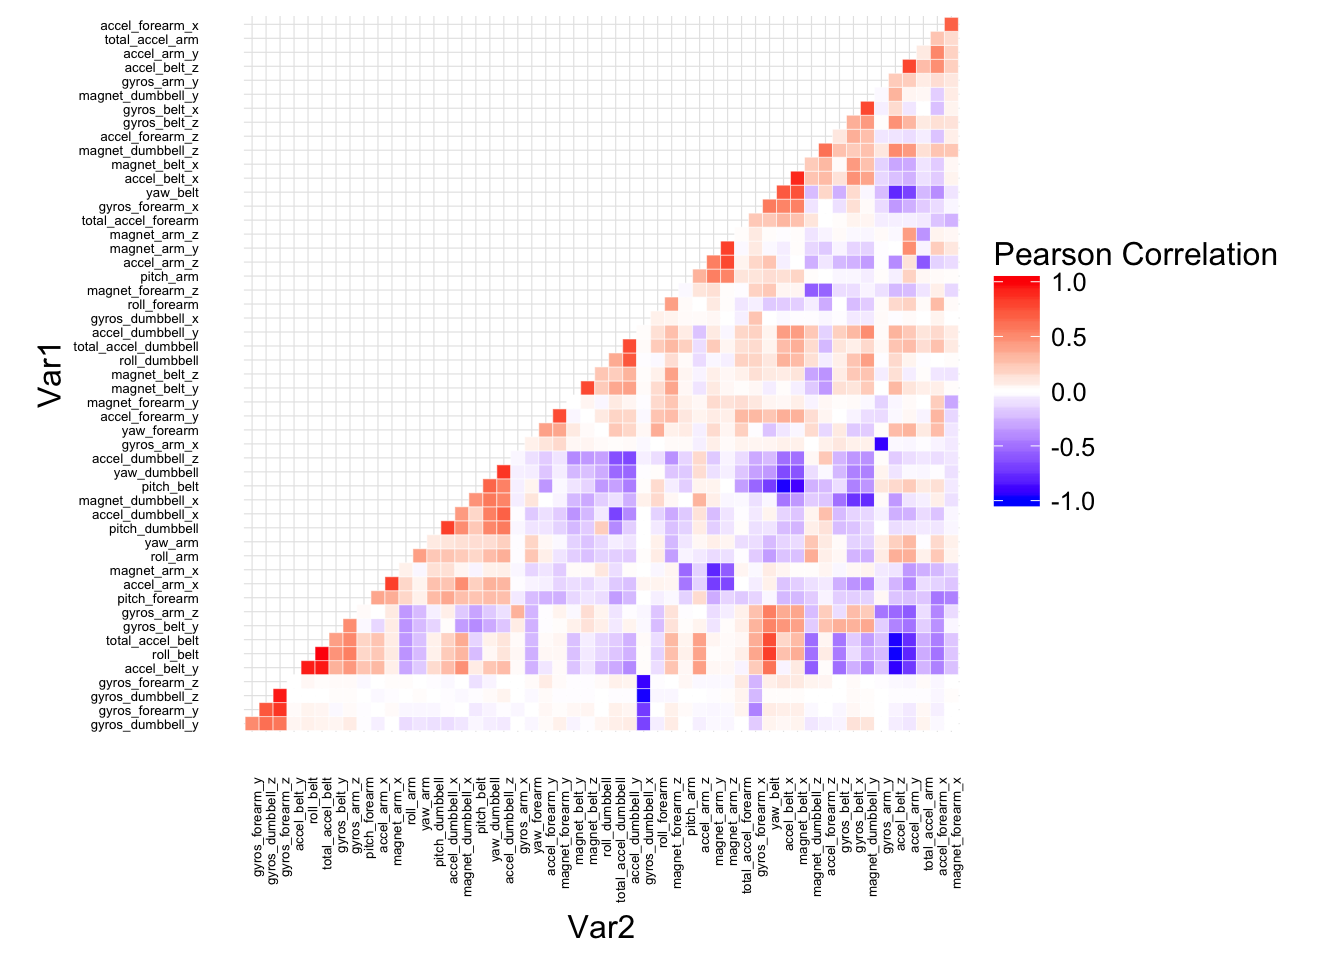 accel_forearm_x
total_accel_arm
accel_arm_y
accel_belt_z
gyros_arm_y
magnet_dumbbell_y
gyros_belt_x
gyros_belt_z
accel_forearm_z
magnet_dumbbell_z
magnet_belt_x
accel_belt_x
yaw_belt
gyros_forearm_x
total_accel_forearm
magnet_arm_z
magnet_arm_y
accel_arm_z
pitch_arm
magnet_forearm_z
roll_forearm
gyros_dumbbell_x
accel_dumbbell_y
total_accel_dumbbell
roll_dumbbell
magnet_belt_z
magnet_belt_y
magnet_forearm_y
accel_forearm_y
yaw_forearm
gyros_arm_x
accel_dumbbell_z
yaw_dumbbell
pitch_belt
magnet_dumbbell_x
accel_dumbbell_x
pitch_dumbbell
yaw_arm
roll_arm
magnet_arm_x
accel_arm_x
pitch_forearm
gyros_arm_z
gyros_belt_y
total_accel_belt
roll_belt
accel_belt_y
gyros_forearm_z
gyros_dumbbell_z
gyros_forearm_y
gyros_dumbbell_y
Var1
gyros_forearm_y
gyros_dumbbell_z
gyros_forearm_z
accel_belt_y
roll_belt
total_accel_belt
gyros_belt_y
gyros_arm_z
pitch_forearm
accel_arm_x
magnet_arm_x
roll_arm
yaw_arm
pitch_dumbbell
accel_dumbbell_x
magnet_dumbbell_x
pitch_belt
yaw_dumbbell
accel_dumbbell_z
gyros_arm_x
yaw_forearm
accel_forearm_y
magnet_forearm_y
magnet_belt_y
magnet_belt_z
roll_dumbbell
total_accel_dumbbell
accel_dumbbell_y
gyros_dumbbell_x
roll_forearm
magnet_forearm_z
pitch_arm
accel_arm_z
magnet_arm_y
magnet_arm_z
total_accel_forearm
gyros_forearm_x
yaw_belt
accel_belt_x
magnet_belt_x
magnet_dumbbell_z
accel_forearm_z
gyros_belt_z
gyros_belt_x
magnet_dumbbell_y
gyros_arm_y
accel_belt_z
accel_arm_y
total_accel_arm
accel_forearm_x
magnet_forearm_x
Var2
Pearson Correlation
1.0
0.5
0.0
-0.5
-1.0